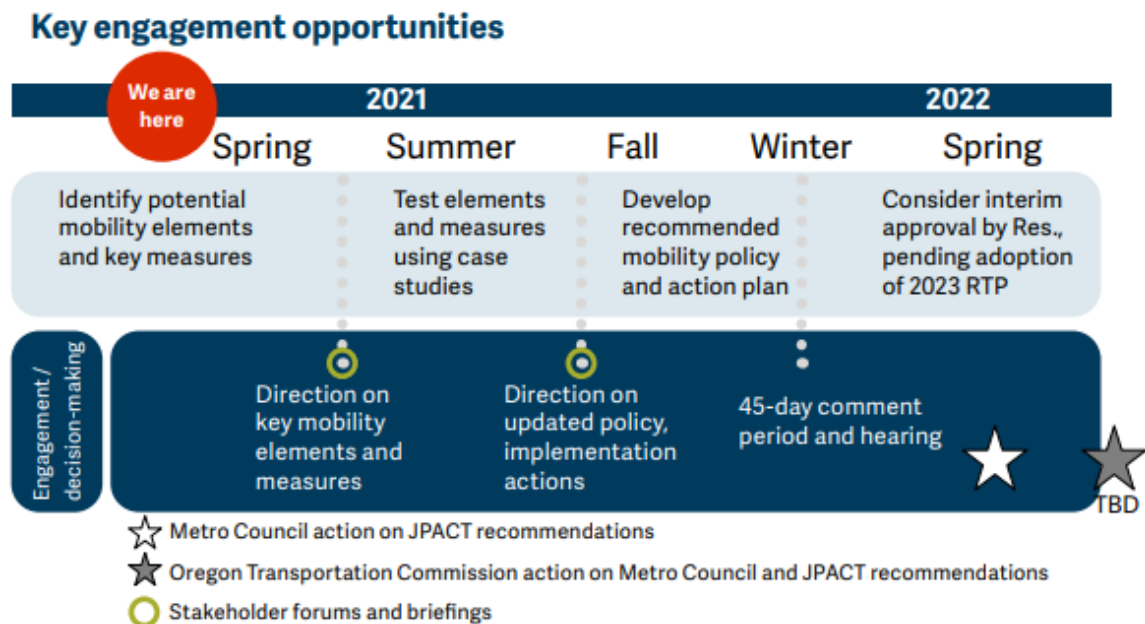 Key engagement opportunities
We are
here
2021
2022
Spring
Summer
Fall
Winter
Spring
Identify potential
mobility elements
and key measures
Test elements
and measures
using case
studies
Develop
recommended
mobility policy
and action plan
Consider interim
approval by Res.,
pending adoption
of 2023 RTP
Engagement /
decision-making
Direction on
key mobility
elements and
measures
Direction on
updated policy,
implementation
actions
45-day comment
period and hearing
TBD
Metro Council action on JPACT recommendations
Oregon Transportation Commission action on Metro Council and JPACT recommendations
Stakeholder forums and briefings